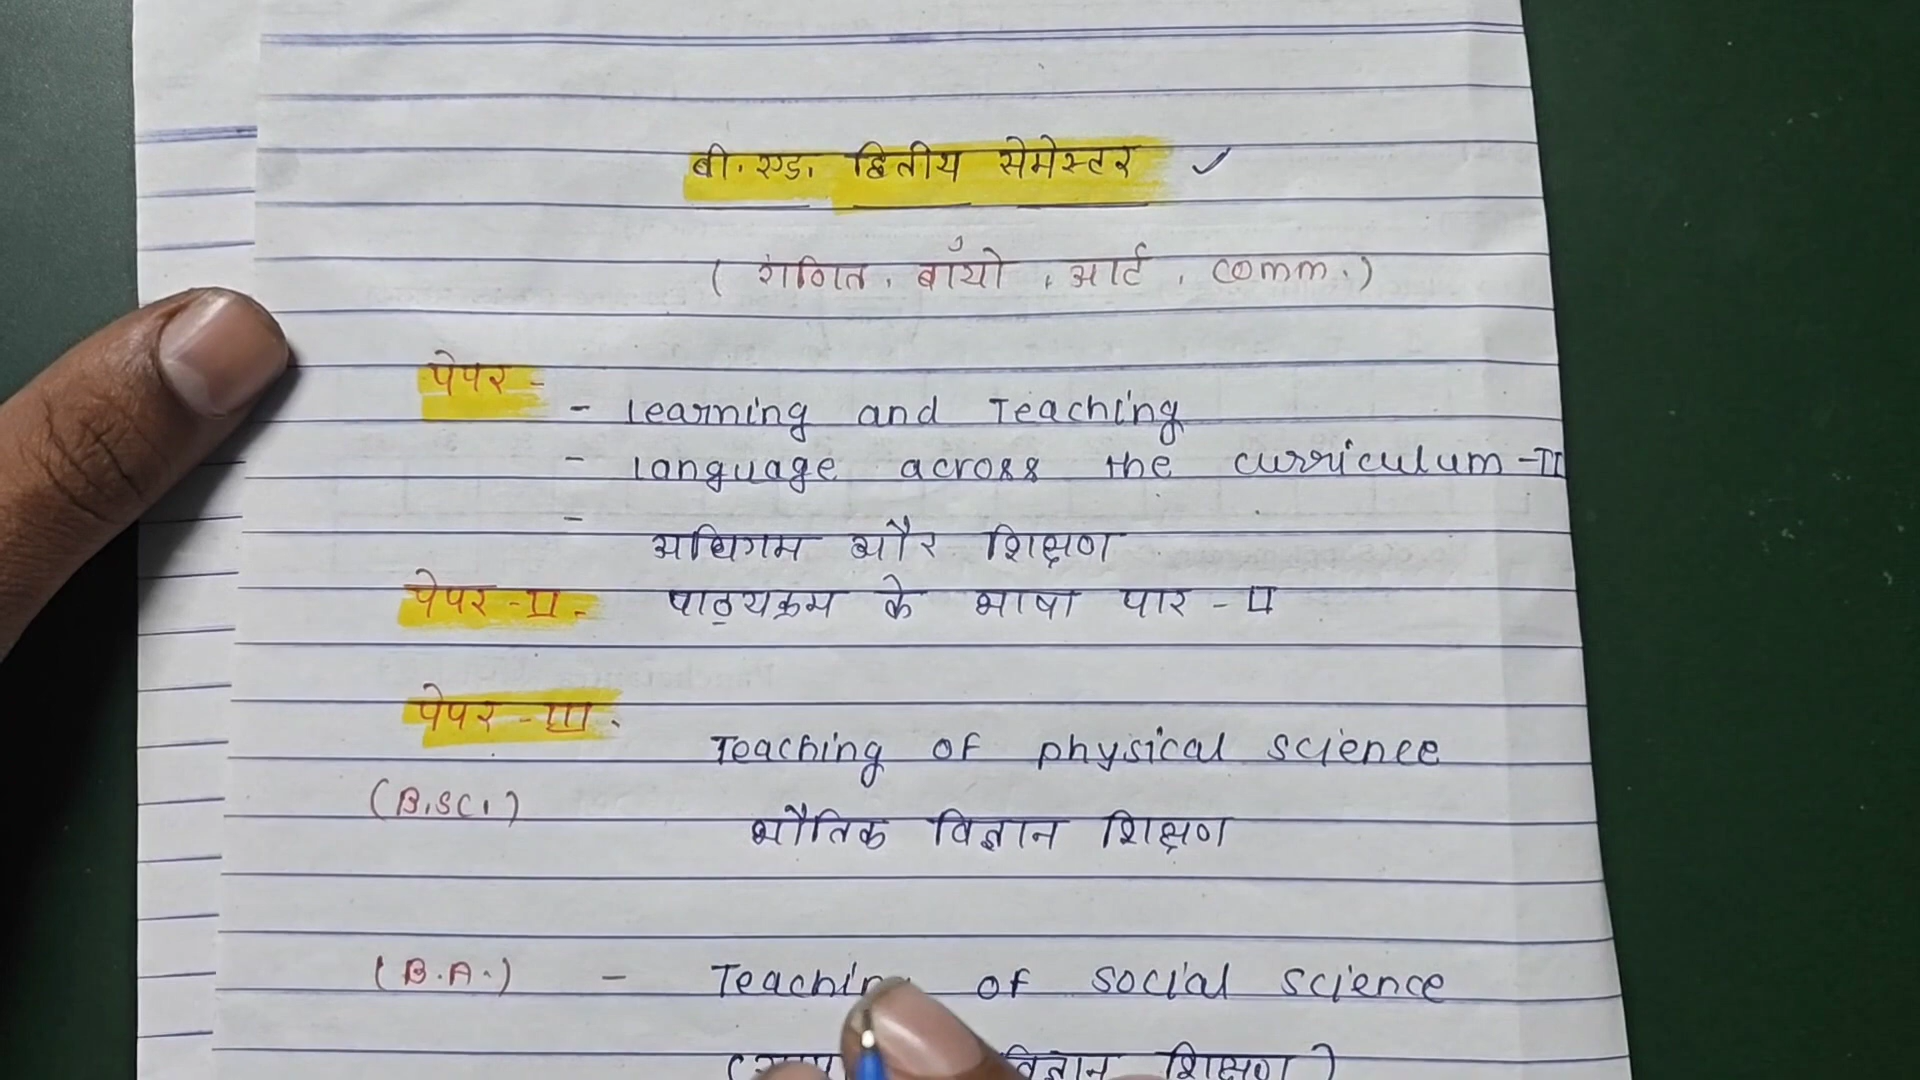 बी. एड. द्वितीय सेमेस्टर ✓
( गणित, बॉयो, आर्ट, comm.)
पेपर -
- Learning and Teaching
- Language across the curriculum -II
- अधिगम और शिक्षण
पेपर -II- पाठ्यक्रम के भाषा पार - II
पेपर -III-
Teaching of physical science
(B.SC.)
भौतिक विज्ञान शिक्षण
(B.A.) - Teaching of social science
विज्ञान शिक्षण)